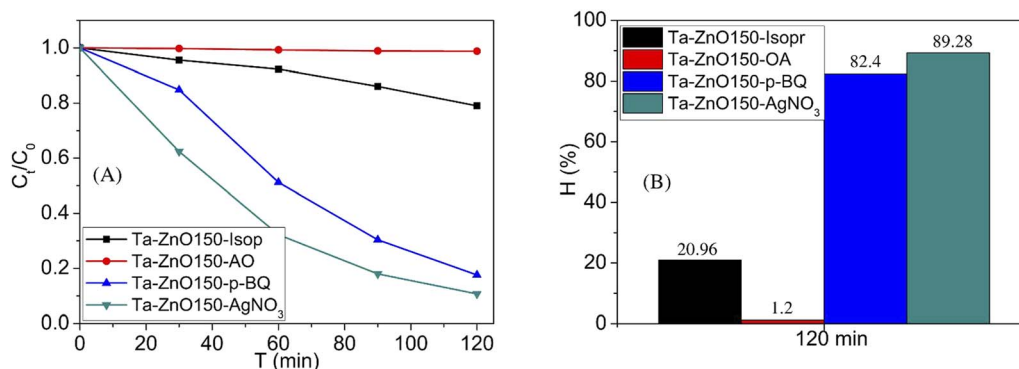 1.0
0.8
0.6
0.4
0.2
0.0
C_t/C_0
(A)
Ta-ZnO150-Isop
Ta-ZnO150-AO
Ta-ZnO150-p-BQ
Ta-ZnO150-AgNO₃
0 20 40 60 80 100 120
T (min)
100
80
60
40
20
0
H (%)
Ta-ZnO150-Isopr
Ta-ZnO150-OA
Ta-ZnO150-p-BQ
Ta-ZnO150-AgNO₃
(B)
20.96
1.2
82.4
89.28
120 min